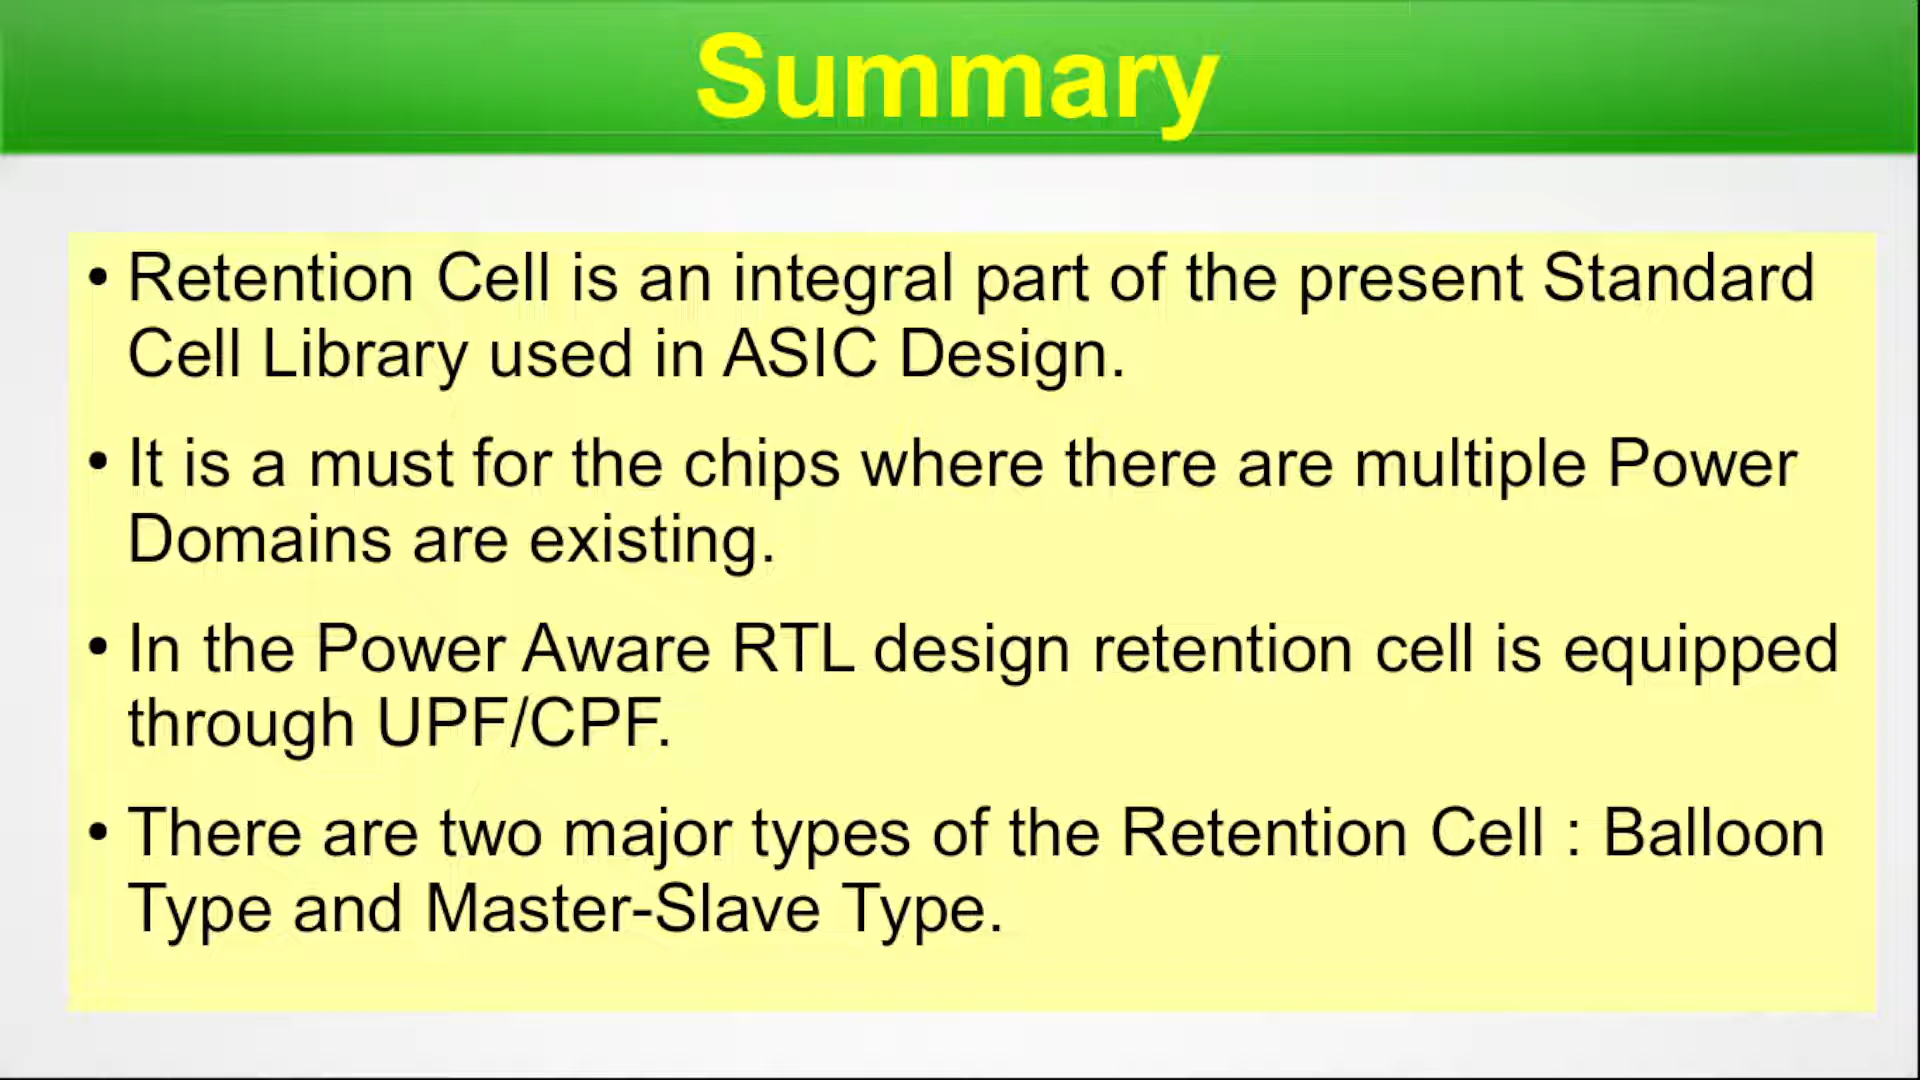 Summary
• Retention Cell is an integral part of the present Standard
Cell Library used in ASIC Design.
• It is a must for the chips where there are multiple Power
Domains are existing.
• In the Power Aware RTL design retention cell is equipped
through UPF/CPF.
• There are two major types of the Retention Cell : Balloon
Type and Master-Slave Type.